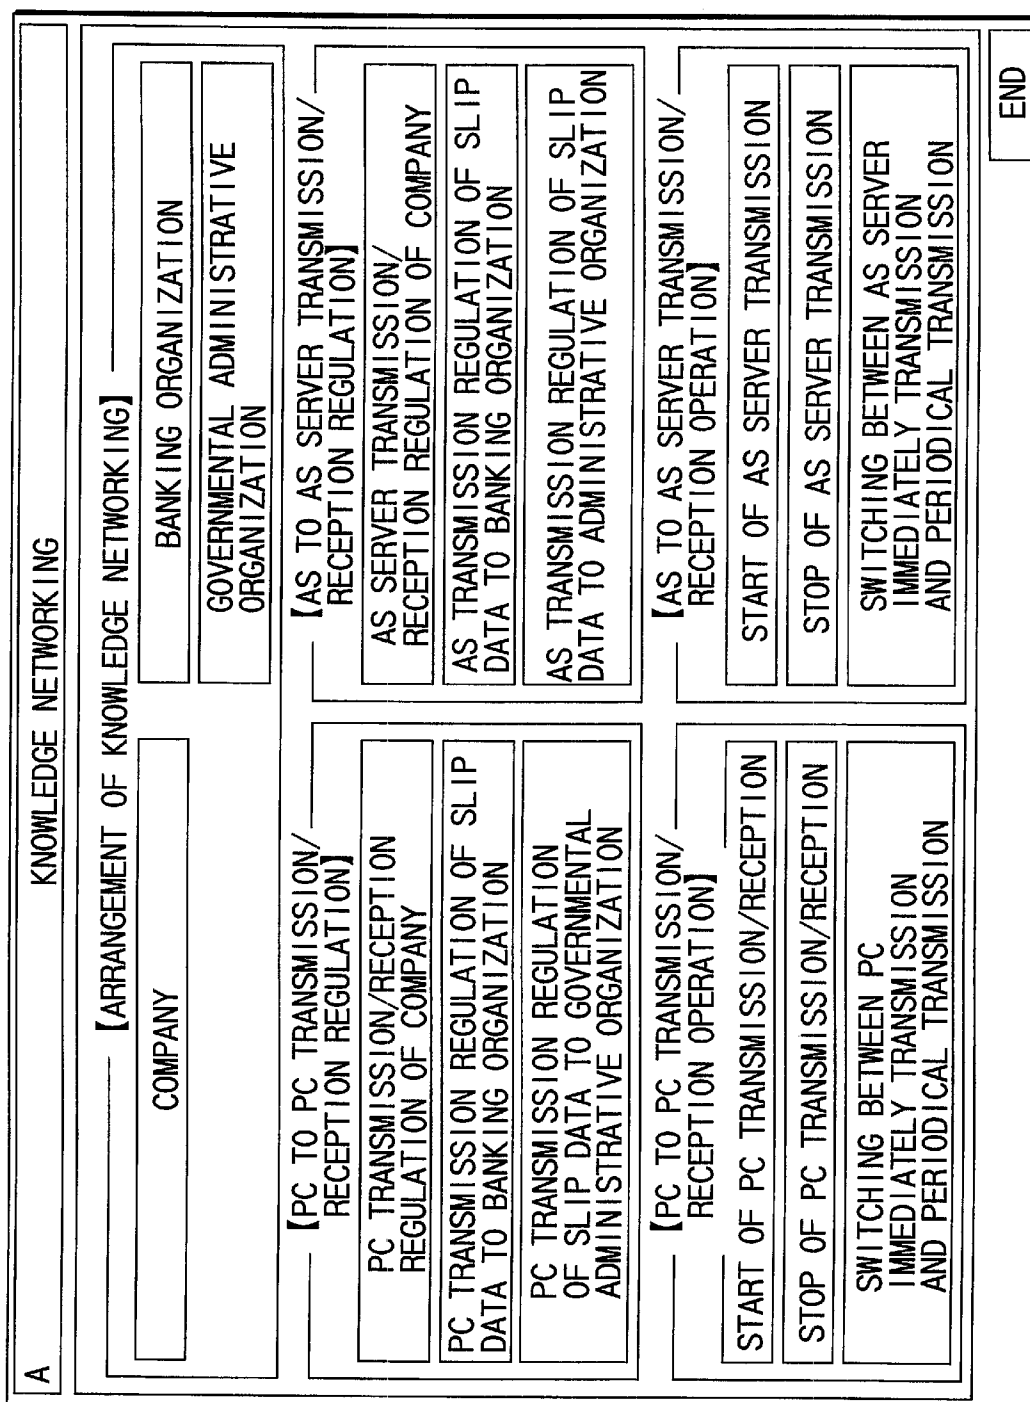 A
KNOWLEDGE NETWORKING
【ARRANGEMENT OF KNOWLEDGE NETWORKING】
COMPANY
BANKING ORGANIZATION
GOVERNMENTAL ADMINISTRATIVE
ORGANIZATION
【PC TO PC TRANSMISSION/
RECEPTION REGULATION】
PC TRANSMISSION/RECEPTION
REGULATION OF COMPANY
PC TRANSMISSION REGULATION OF SLIP
DATA TO BANKING ORGANIZATION
PC TRANSMISSION REGULATION
OF SLIP DATA TO GOVERNMENTAL
ADMINISTRATIVE ORGANIZATION
【AS TO AS SERVER TRANSMISSION/
RECEPTION REGULATION】
AS SERVER TRANSMISSION/
RECEPTION REGULATION OF COMPANY
AS TRANSMISSION REGULATION OF SLIP
DATA TO BANKING ORGANIZATION
AS TRANSMISSION REGULATION OF SLIP
DATA TO ADMINISTRATIVE ORGANIZATION
【PC TO PC TRANSMISSION/
RECEPTION OPERATION】
START OF PC TRANSMISSION/RECEPTION
STOP OF PC TRANSMISSION/RECEPTION
SWITCHING BETWEEN PC
IMMEDIATELY TRANSMISSION
AND PERIODICAL TRANSMISSION
【AS TO AS SERVER TRANSMISSION/
RECEPTION OPERATION】
START OF AS SERVER TRANSMISSION
STOP OF AS SERVER TRANSMISSION
SWITCHING BETWEEN AS SERVER
IMMEDIATELY TRANSMISSION
AND PERIODICAL TRANSMISSION
END